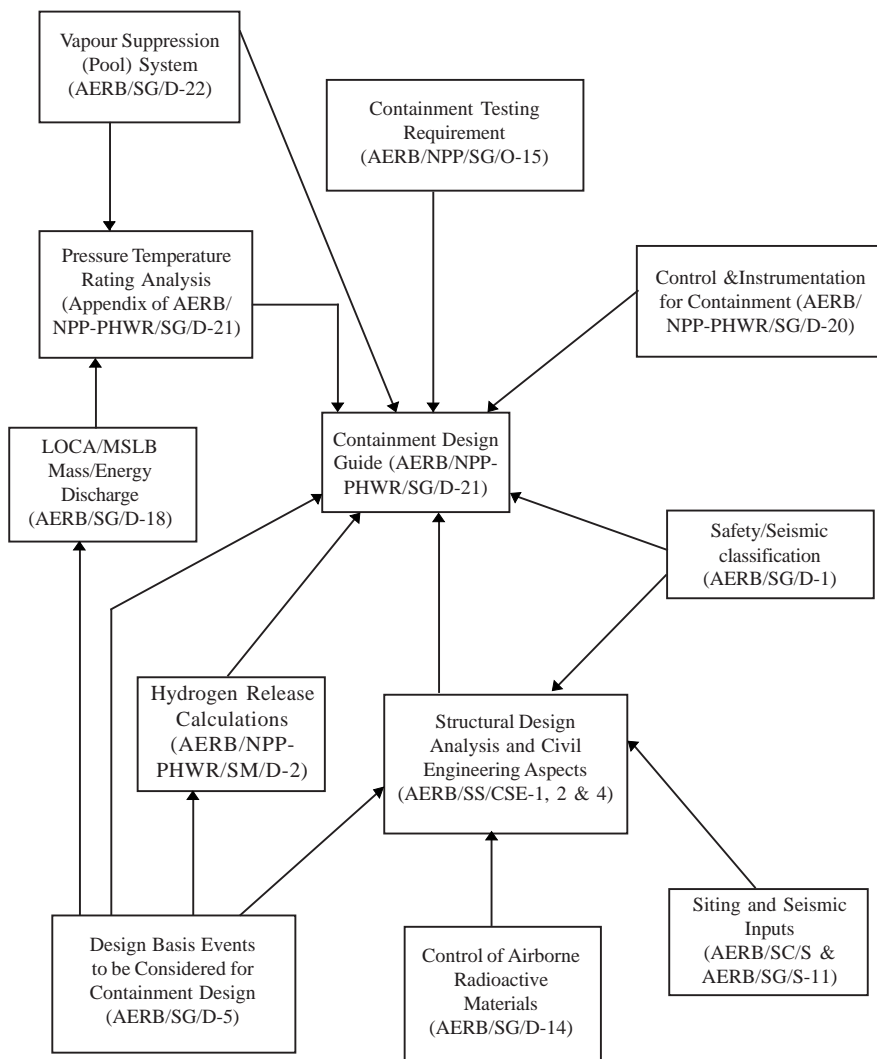 Vapour Suppression
(Pool) System
(AERB/SG/D-22)
Containment Testing
Requirement
(AERB/NPP/SG/O-15)
Pressure Temperature
Rating Analysis
(Appendix of AERB/
NPP-PHWR/SG/D-21)
Control &Instrumentation
for Containment (AERB/
NPP-PHWR/SG/D-20)
LOCA/MSLB
Mass/Energy
Discharge
(AERB/SG/D-18)
Containment Design
Guide (AERB/NPP-
PHWR/SG/D-21)
Safety/Seismic
classification
(AERB/SG/D-1)
Hydrogen Release
Calculations
(AERB/NPP-
PHWR/SM/D-2)
Structural Design
Analysis and Civil
Engineering Aspects
(AERB/SS/CSE-1, 2 & 4)
Design Basis Events
to be Considered for
Containment Design
(AERB/SG/D-5)
Control of Airborne
Radioactive
Materials
(AERB/SG/D-14)
Siting and Seismic
Inputs
(AERB/SC/S &
AERB/SG/S-11)